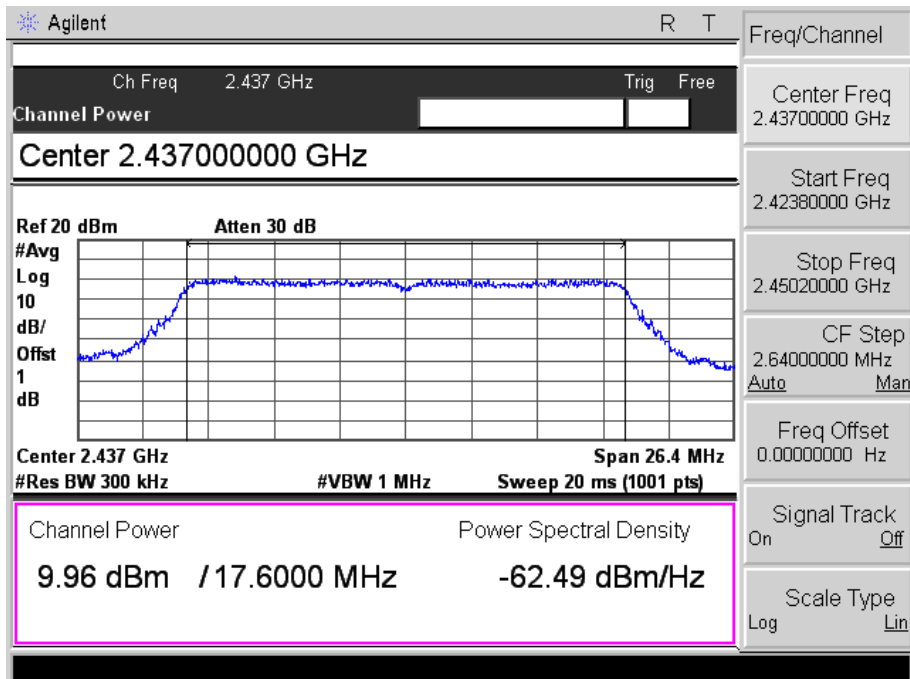 Agilent R T
Ch Freq 2.437 GHz Trig Free
Channel Power
Center 2.437000000 GHz
Ref 20 dBm Atten 30 dB
#Avg
Log
10
dB/
Offst
1
dB
Center 2.437 GHz Span 26.4 MHz
#Res BW 300 kHz #VBW 1 MHz Sweep 20 ms (1001 pts)
Channel Power Power Spectral Density
9.96 dBm / 17.6000 MHz -62.49 dBm/Hz
Freq/Channel
Center Freq
2.43700000 GHz
Start Freq
2.42380000 GHz
Stop Freq
2.45020000 GHz
CF Step
2.64000000 MHz
Auto Man
Freq Offset
0.00000000 Hz
Signal Track
On Off
Scale Type
Log Lin